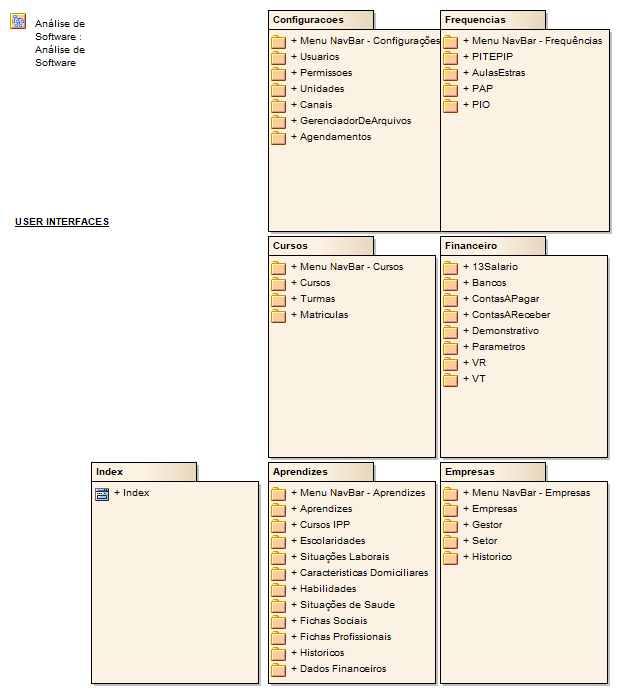 Análise de
Software :
Análise de
Software
USER INTERFACES
Configuracoes
+ Menu NavBar - Configurações
+ Usuarios
+ Permissoes
+ Unidades
+ Canais
+ GerenciadorDeArquivos
+ Agendamentos
Frequencias
+ Menu NavBar - Frequências
+ PITEPIP
+ AulasEstras
+ PAP
+ PIO
Cursos
+ Menu NavBar - Cursos
+ Cursos
+ Turmas
+ Matriculas
Financeiro
+ 13Salario
+ Bancos
+ ContasAPagar
+ ContasAReceber
+ Demonstrativo
+ Parametros
+ VR
+ VT
Index
+ Index
Aprendizes
+ Menu NavBar - Aprendizes
+ Aprendizes
+ Cursos IPP
+ Escolaridades
+ Situações Laborais
+ Caracteristicas Domiciliares
+ Habilidades
+ Situações de Saude
+ Fichas Sociais
+ Fichas Profissionais
+ Historicos
+ Dados Financeiros
Empresas
+ Menu NavBar - Empresas
+ Empresas
+ Gestor
+ Setor
+ Historico